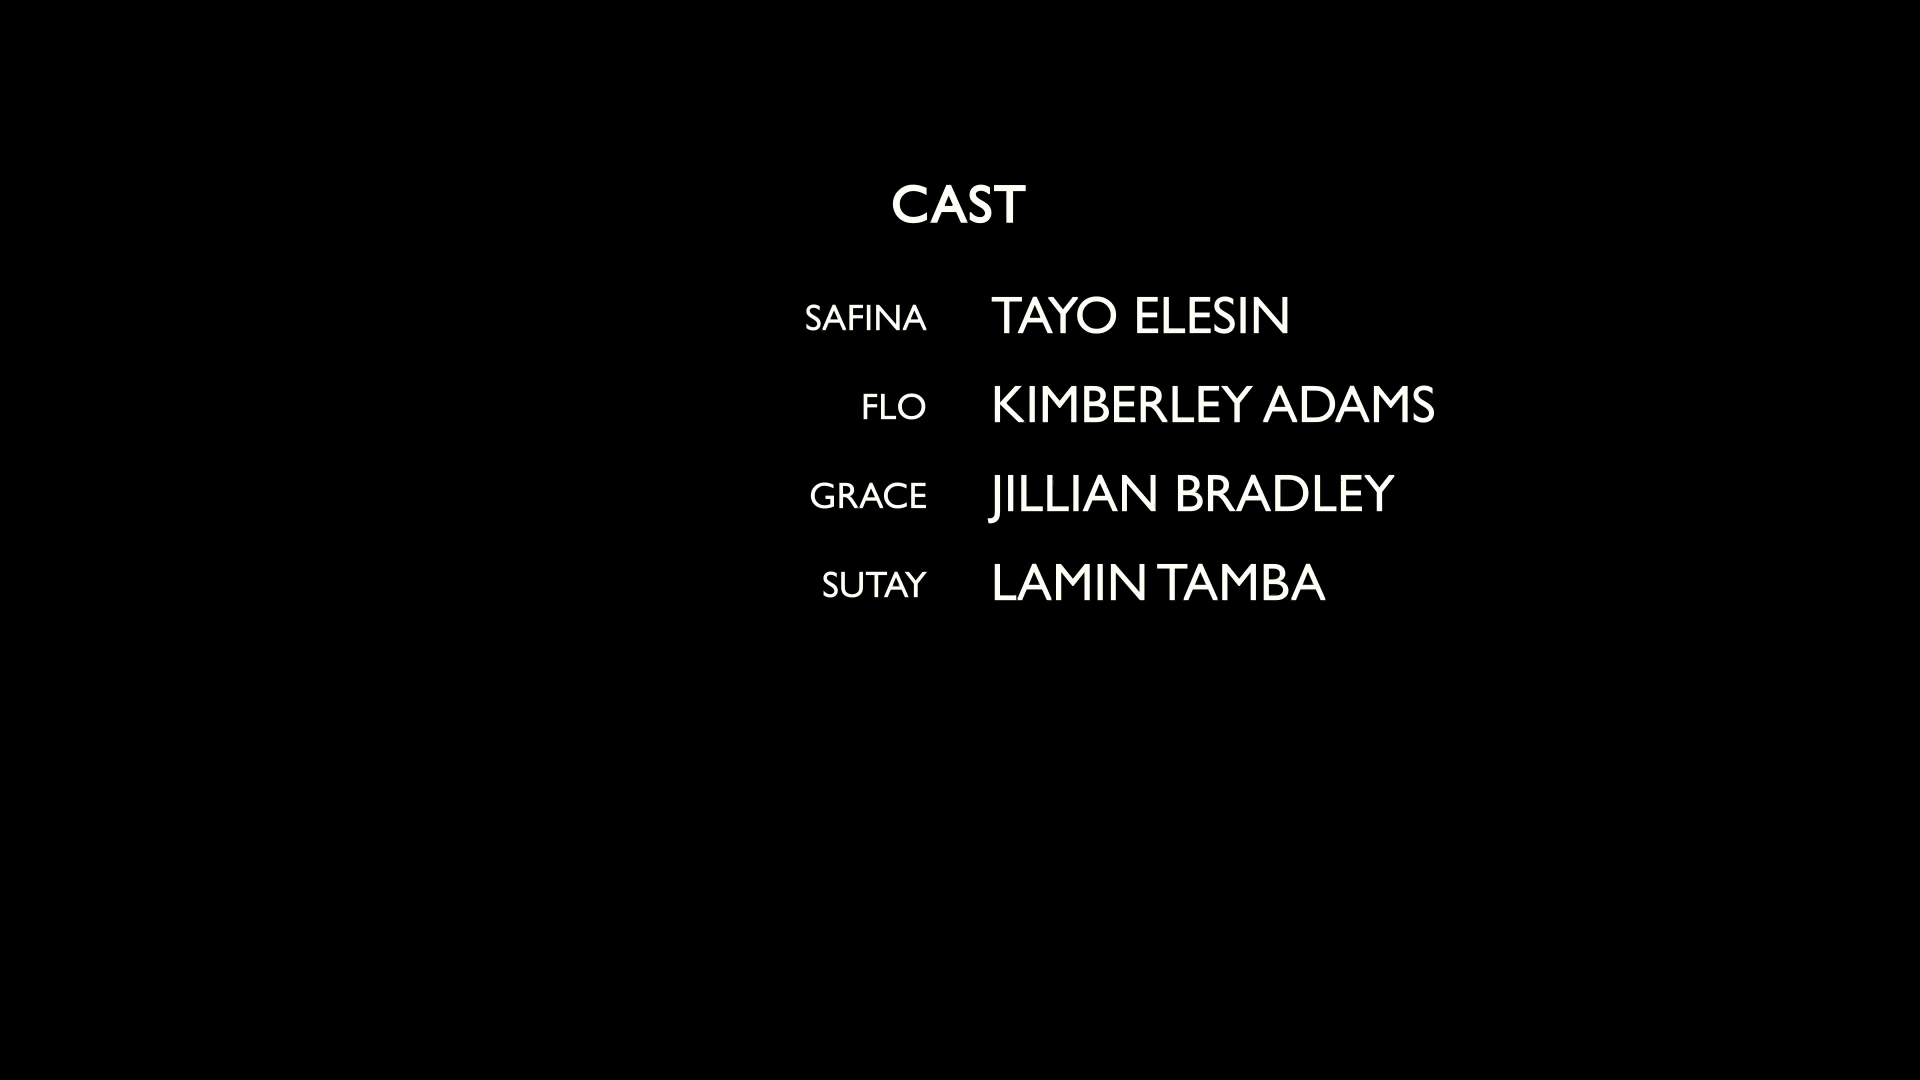 CAST
SAFINA TAYO ELESIN
FLO KIMBERLEY ADAMS
GRACE JILLIAN BRADLEY
SUTAY LAMIN TAMBA